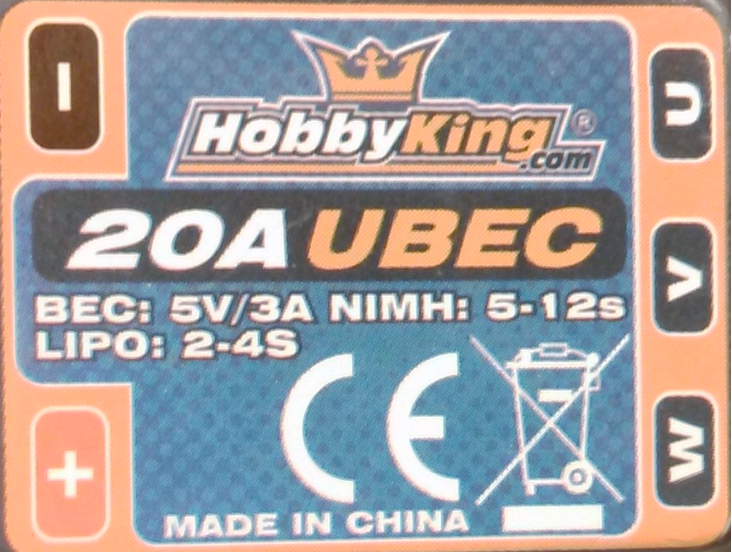 HobbyKing®
.com
20A UBEC
BEC: 5V/3A NIMH: 5-12s
LIPO: 2-4S
CE
MADE IN CHINA
-
+
U
V
W